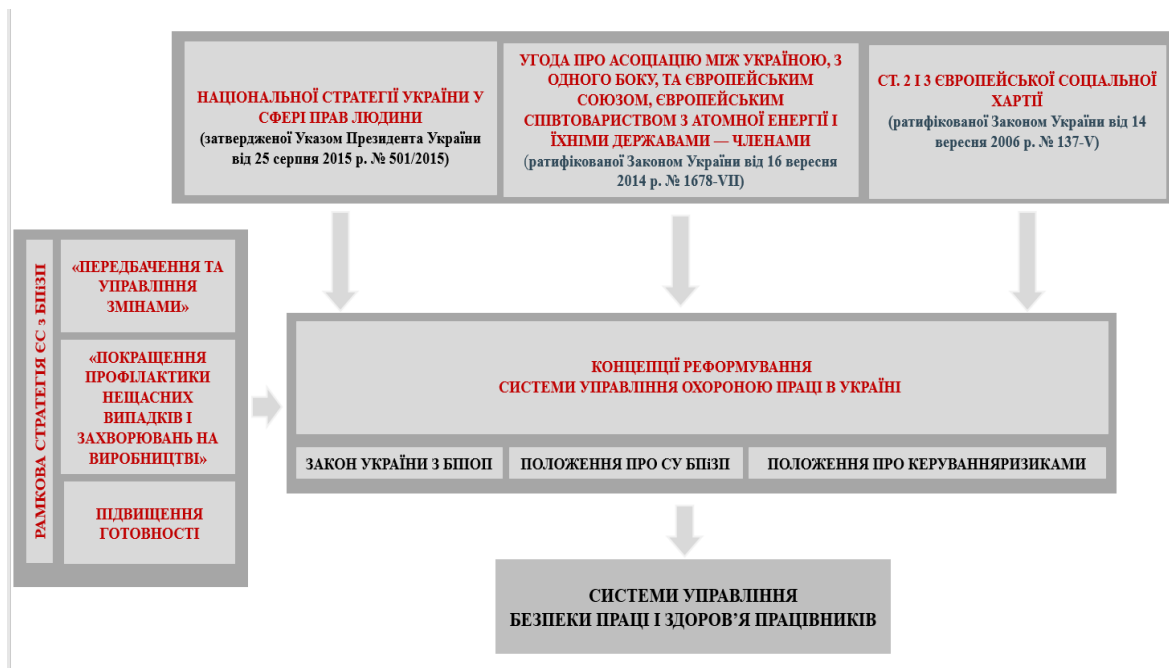 НАЦІОНАЛЬНОЇ СТРАТЕГІЇ УКРАЇНИ У
СФЕРІ ПРАВ ЛЮДИНИ
(затвердженої Указом Президента України
від 25 серпня 2015 р. № 501/2015)
УГОДА ПРО АСОЦІАЦІЮ МІЖ УКРАЇНОЮ, З
ОДНОГО БОКУ, ТА ЄВРОПЕЙСЬКИМ
СОЮЗОМ, ЄВРОПЕЙСЬКИМ
СПІВТОВАРИСТВОМ З АТОМНОЇ ЕНЕРГІЇ І
ЇХНІМИ ДЕРЖАВАМИ — ЧЛЕНАМИ
(ратифікованої Законом України від 16 вересня
2014 р. № 1678-VII)
СТ. 2 І 3 ЄВРОПЕЙСЬКОЇ СОЦІАЛЬНОЇ
ХАРТІЇ
(ратифікованої Законом України від 14
вересня 2006 р. № 137-V)
РАМКОВА СТРАТЕГІЯ ЄС з БПіЗП
«ПЕРЕДБАЧЕННЯ ТА
УПРАВЛІННЯ
ЗМІНАМИ»
«ПОКРАЩЕННЯ
ПРОФІЛАКТИКИ
НЕЩАСНИХ
ВИПАДКІВ І
ЗАХВОРЮВАНЬ НА
ВИРОБНИЦТВІ»
ПІДВИЩЕННЯ
ГОТОВНОСТІ
КОНЦЕПЦІЇ РЕФОРМУВАННЯ
СИСТЕМИ УПРАВЛІННЯ ОХОРОНОЮ ПРАЦІ В УКРАЇНІ
ЗАКОН УКРАЇНИ З БПОП
ПОЛОЖЕННЯ ПРО СУ БПіЗП
ПОЛОЖЕННЯ ПРО КЕРУВАННЯРИЗИКАМИ
СИСТЕМИ УПРАВЛІННЯ
БЕЗПЕКИ ПРАЦІ І ЗДОРОВ'Я ПРАЦІВНИКІВ